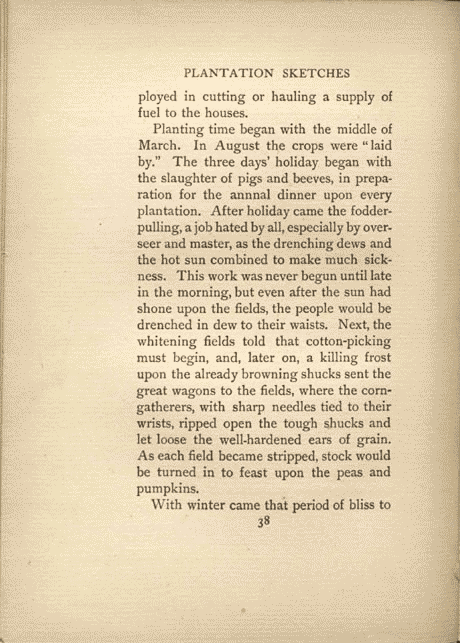 PLANTATION SKETCHES
ployed in cutting or hauling a supply of
fuel to the houses.
Planting time began with the middle of
March. In August the crops were "laid
by." The three days' holiday began with
the slaughter of pigs and beeves, in prepa-
ration for the annnal dinner upon every
plantation. After holiday came the fodder-
pulling, a job hated by all, especially by over-
seer and master, as the drenching dews and
the hot sun combined to make much sick-
ness. This work was never begun until late
in the morning, but even after the sun had
shone upon the fields, the people would be
drenched in dew to their waists. Next, the
whitening fields told that cotton-picking
must begin, and, later on, a killing frost
upon the already browning shucks sent the
great wagons to the fields, where the corn-
gatherers, with sharp needles tied to their
wrists, ripped open the tough shucks and
let loose the well-hardened ears of grain.
As each field became stripped, stock would
be turned in to feast upon the peas and
pumpkins.
With winter came that period of bliss to
38